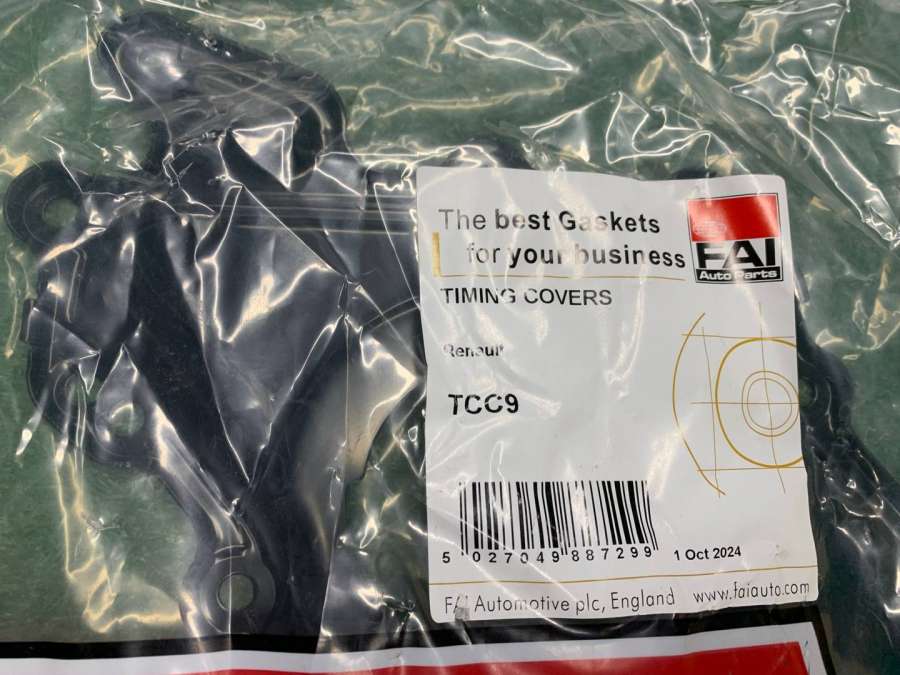 The best Gaskets
for your business
FAI
Auto Parts
TIMING COVERS
Renault
TCC9
5 027049 887299
1 Oct 2024
FAI Automotive plc, England
www.faiauto.com